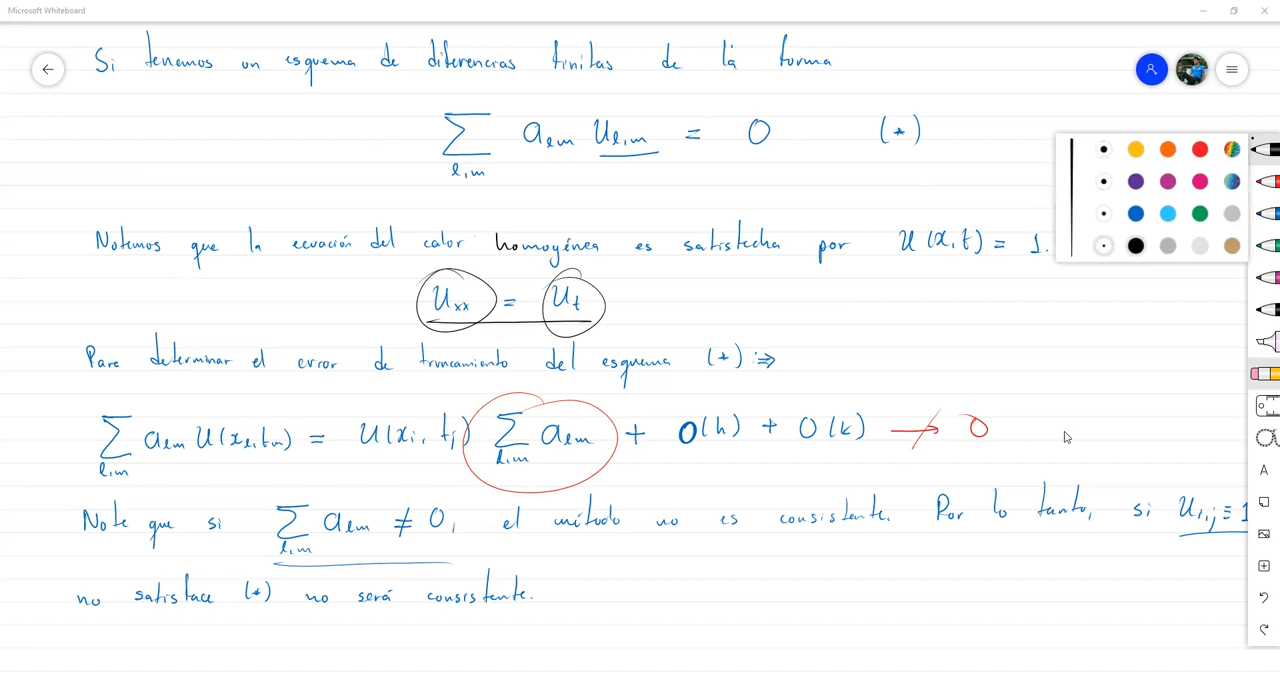 Microsoft Whiteboard
Si tenemos un esquema de diferencias finitas de la forma
∑ a_{lm} U_{l,m} = 0 (*)
l,m
Notemos que la ecuación del calor homogénea es satisfecha por U(x,t) = 1.
U_{xx} = U_t
Para determinar el error de truncamiento del esquema (*) :⇒
∑ a_{lm} U(x_l, t_m) = U(x_i, t_j) ∑ a_{lm} + O(h) + O(k) ↛ 0
l,m l,m
Note que si ∑ a_{lm} ≠ 0, el método no es consistente. Por lo tanto, si U_{i,j} ≡ 1
l,m
no satisface (*) no será consistente.
A